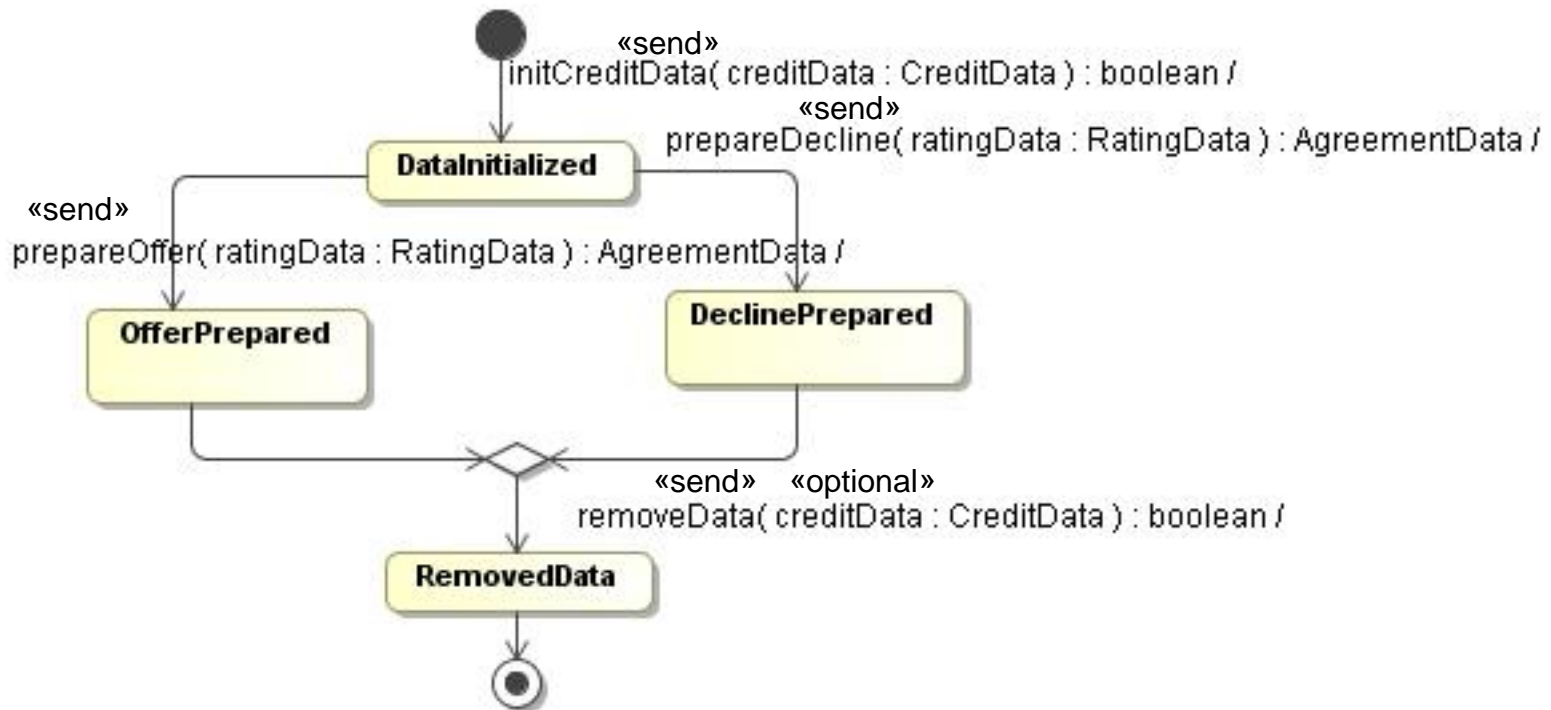 «send»
initCreditData( creditData : CreditData ) : boolean /
«send»
prepareDecline( ratingData : RatingData ) : AgreementData /
DataInitialized
«send»
prepareOffer( ratingData : RatingData ) : AgreementData /
OfferPrepared
DeclinePrepared
«send» «optional»
removeData( creditData : CreditData ) : boolean /
RemovedData